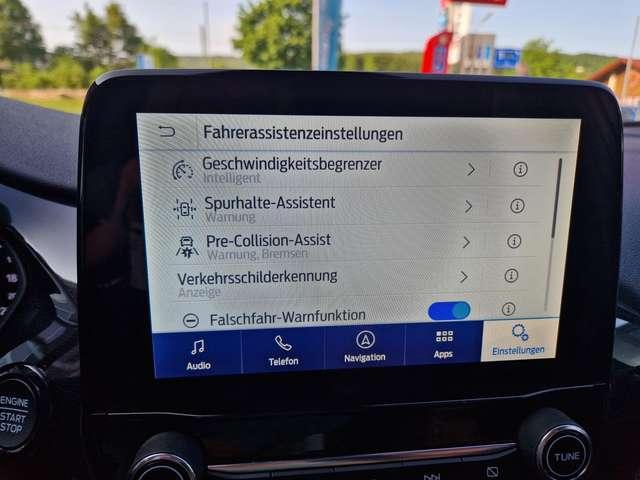 Fahrerassistenzeinstellungen
Geschwindigkeitsbegrenzer
Intelligent
Spurhalte-Assistent
Warnung
Pre-Collision-Assist
Warnung, Bremsen
Verkehrsschilderkennung
Anzeige
Falschfahr-Warnfunktion
Audio
Telefon
Navigation
Apps
Einstellungen
ENGINE
START
STOP
TUNE